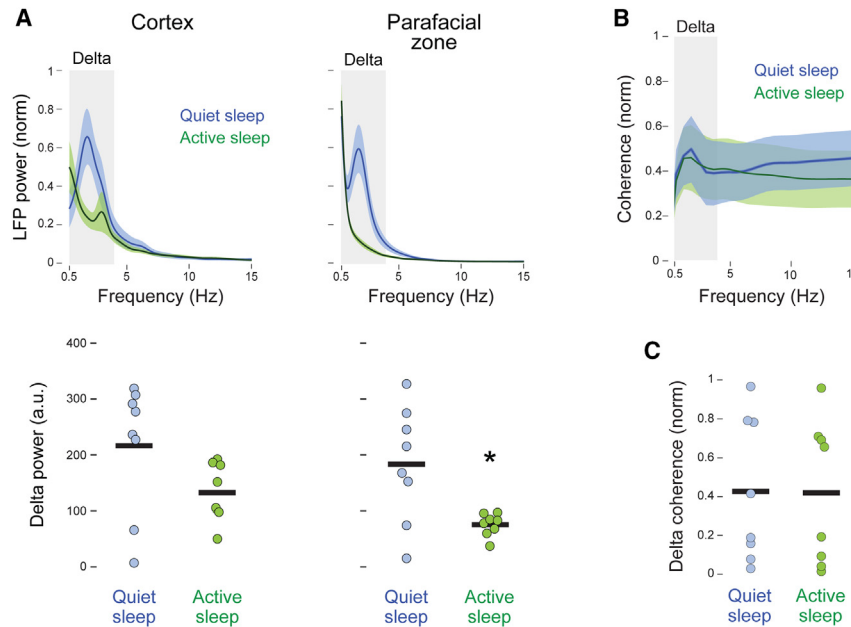 A
Cortex
Parafacial
zone
Delta
Delta
1
0.8
0.6
0.4
0.2
0
LFP power (norm)
Quiet sleep
Active sleep
0.5
5
10
15
Frequency (Hz)
0.5
5
10
15
Frequency (Hz)
B
Delta
1
0.8
0.6
0.4
0.2
0
Coherence (norm)
Quiet sleep
Active sleep
0.5
5
10
1
Frequency (Hz)
400
300
200
100
0
Delta power (a.u.)
Quiet
sleep
Active
sleep
*
Quiet
sleep
Active
sleep
C
1
0.8
0.6
0.4
0.2
0
Delta coherence (norm)
Quiet
sleep
Active
sleep